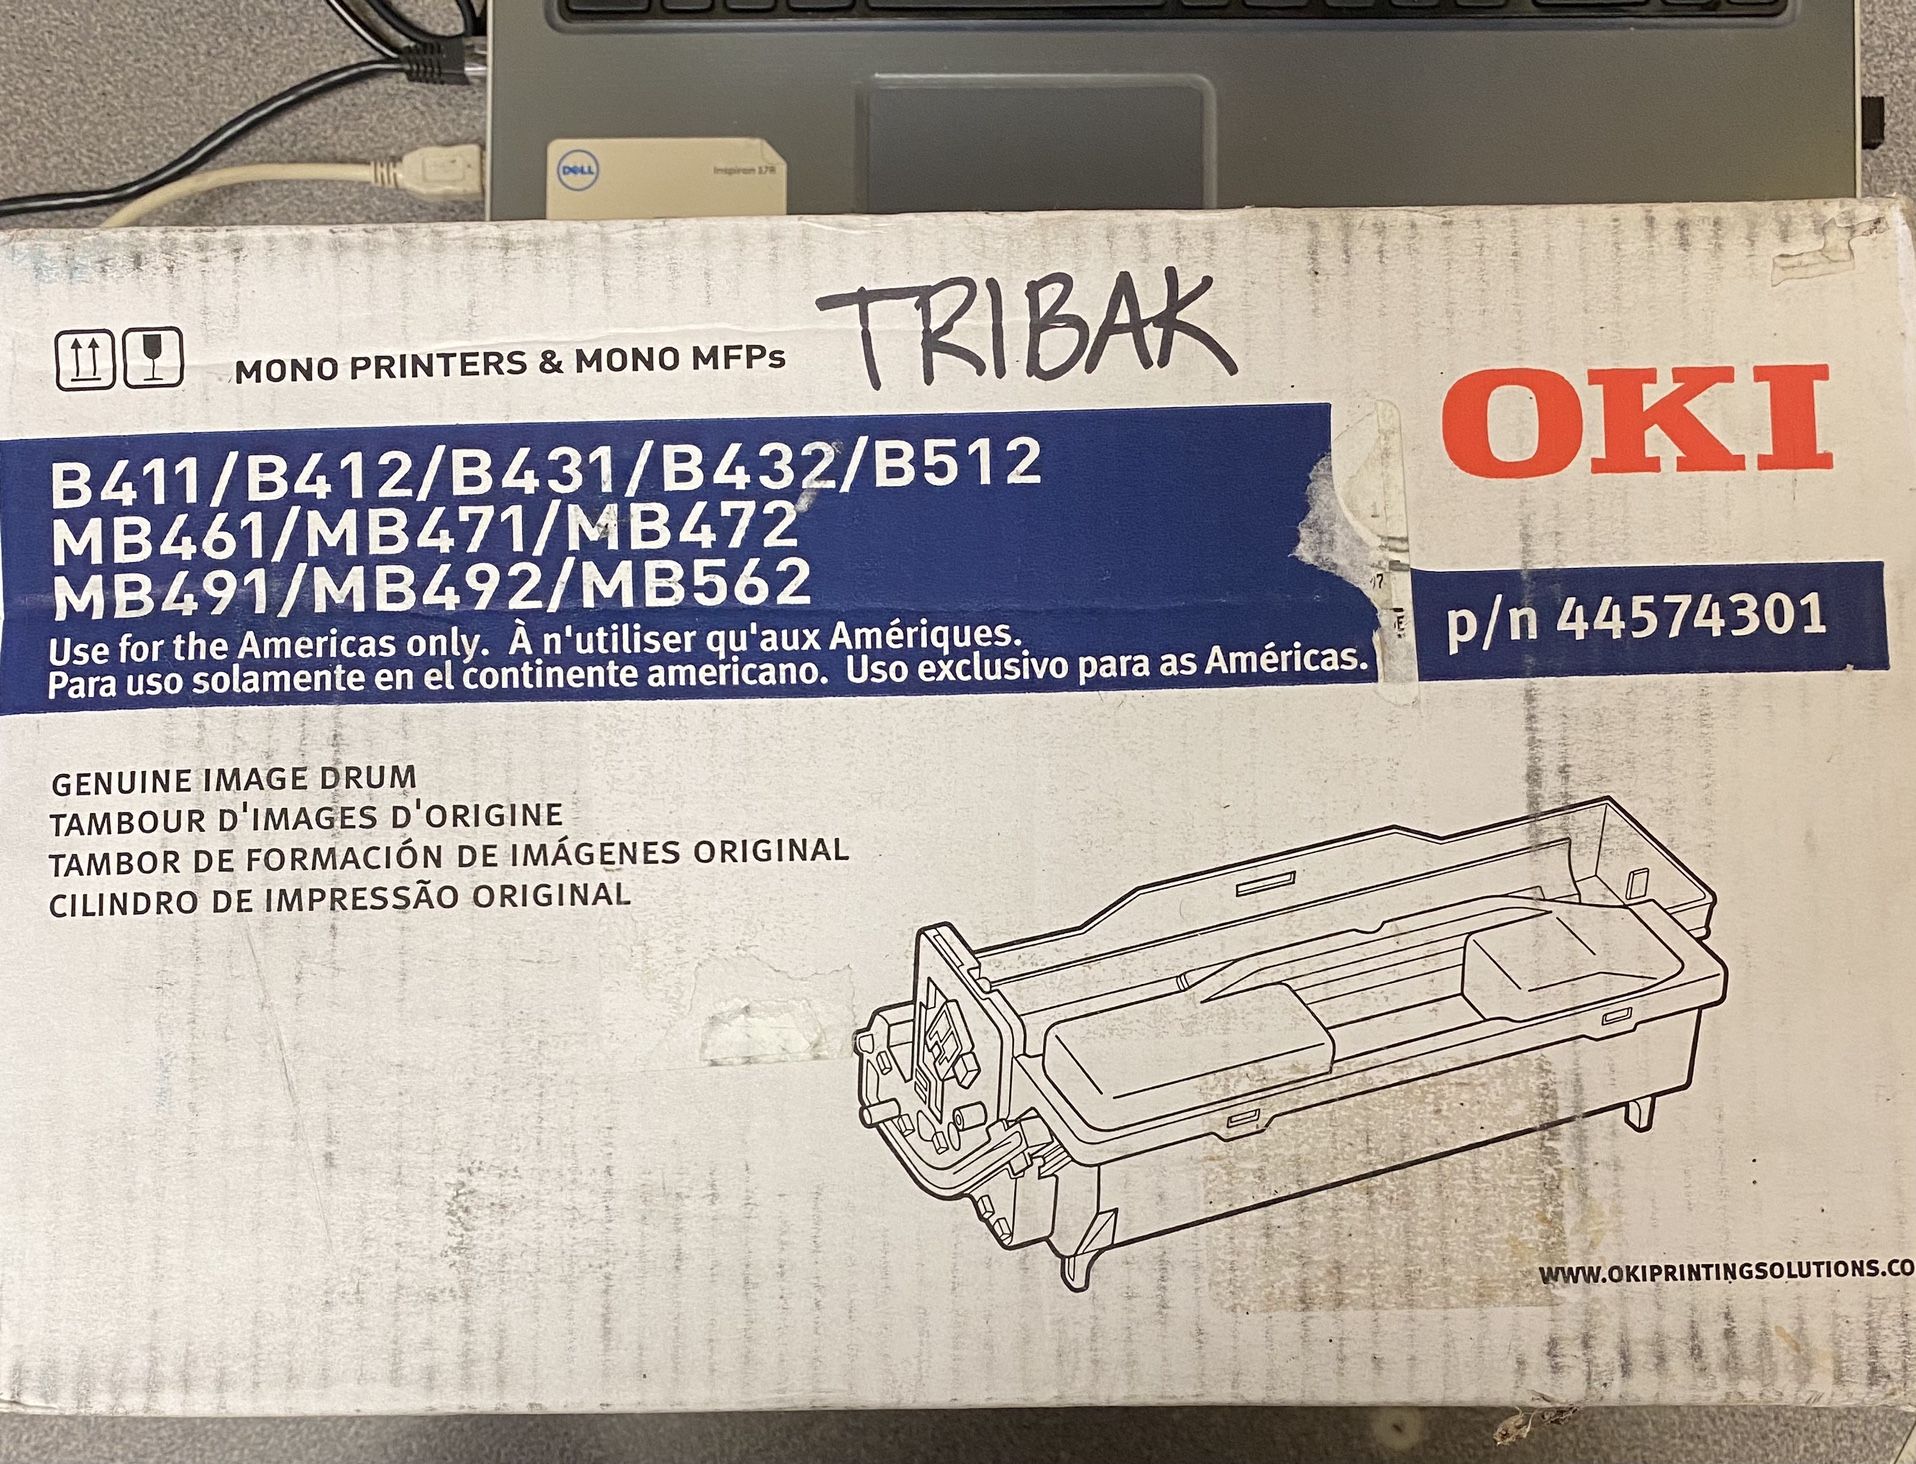 DELL
Inspiron 17R
TRIBAK
MONO PRINTERS & MONO MFPs
OKI
B411/B412/B431/B432/B512
MB461/MB471/MB472
MB491/MB492/MB562
Use for the Americas only. À n'utiliser qu'aux Amériques.
Para uso solamente en el continente americano. Uso exclusivo para as Américas.
p/n 44574301
GENUINE IMAGE DRUM
TAMBOUR D'IMAGES D'ORIGINE
TAMBOR DE FORMACIÓN DE IMÁGENES ORIGINAL
CILINDRO DE IMPRESSÃO ORIGINAL
WWW.OKIPRINTINGSOLUTIONS.CO